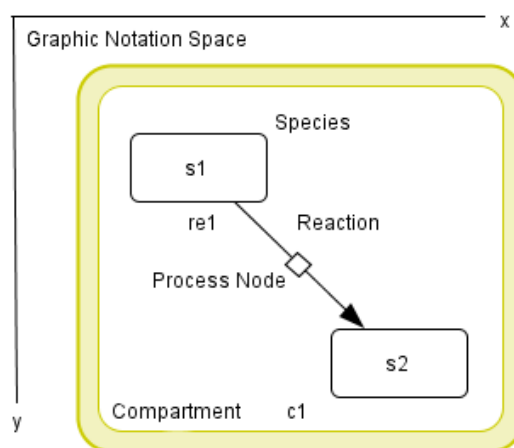 x
Graphic Notation Space
Species
s1
re1 Reaction
Process Node
s2
Compartment c1
y